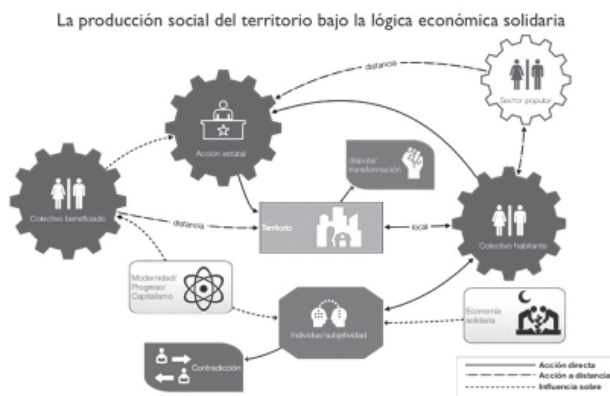 La producción social del territorio bajo la lógica económica solidaria
distancia
Sector popular
Acción estatal
disputa/
transformación
Colectivo beneficiado
distancia
Territorio
local
Colectivo habitante
Modernidad/
Progreso/
Capitalismo
Individuo/subjetividad
Economía
solidaria
Contradicción
Acción directa
Acción a distancia
Influencia sobre